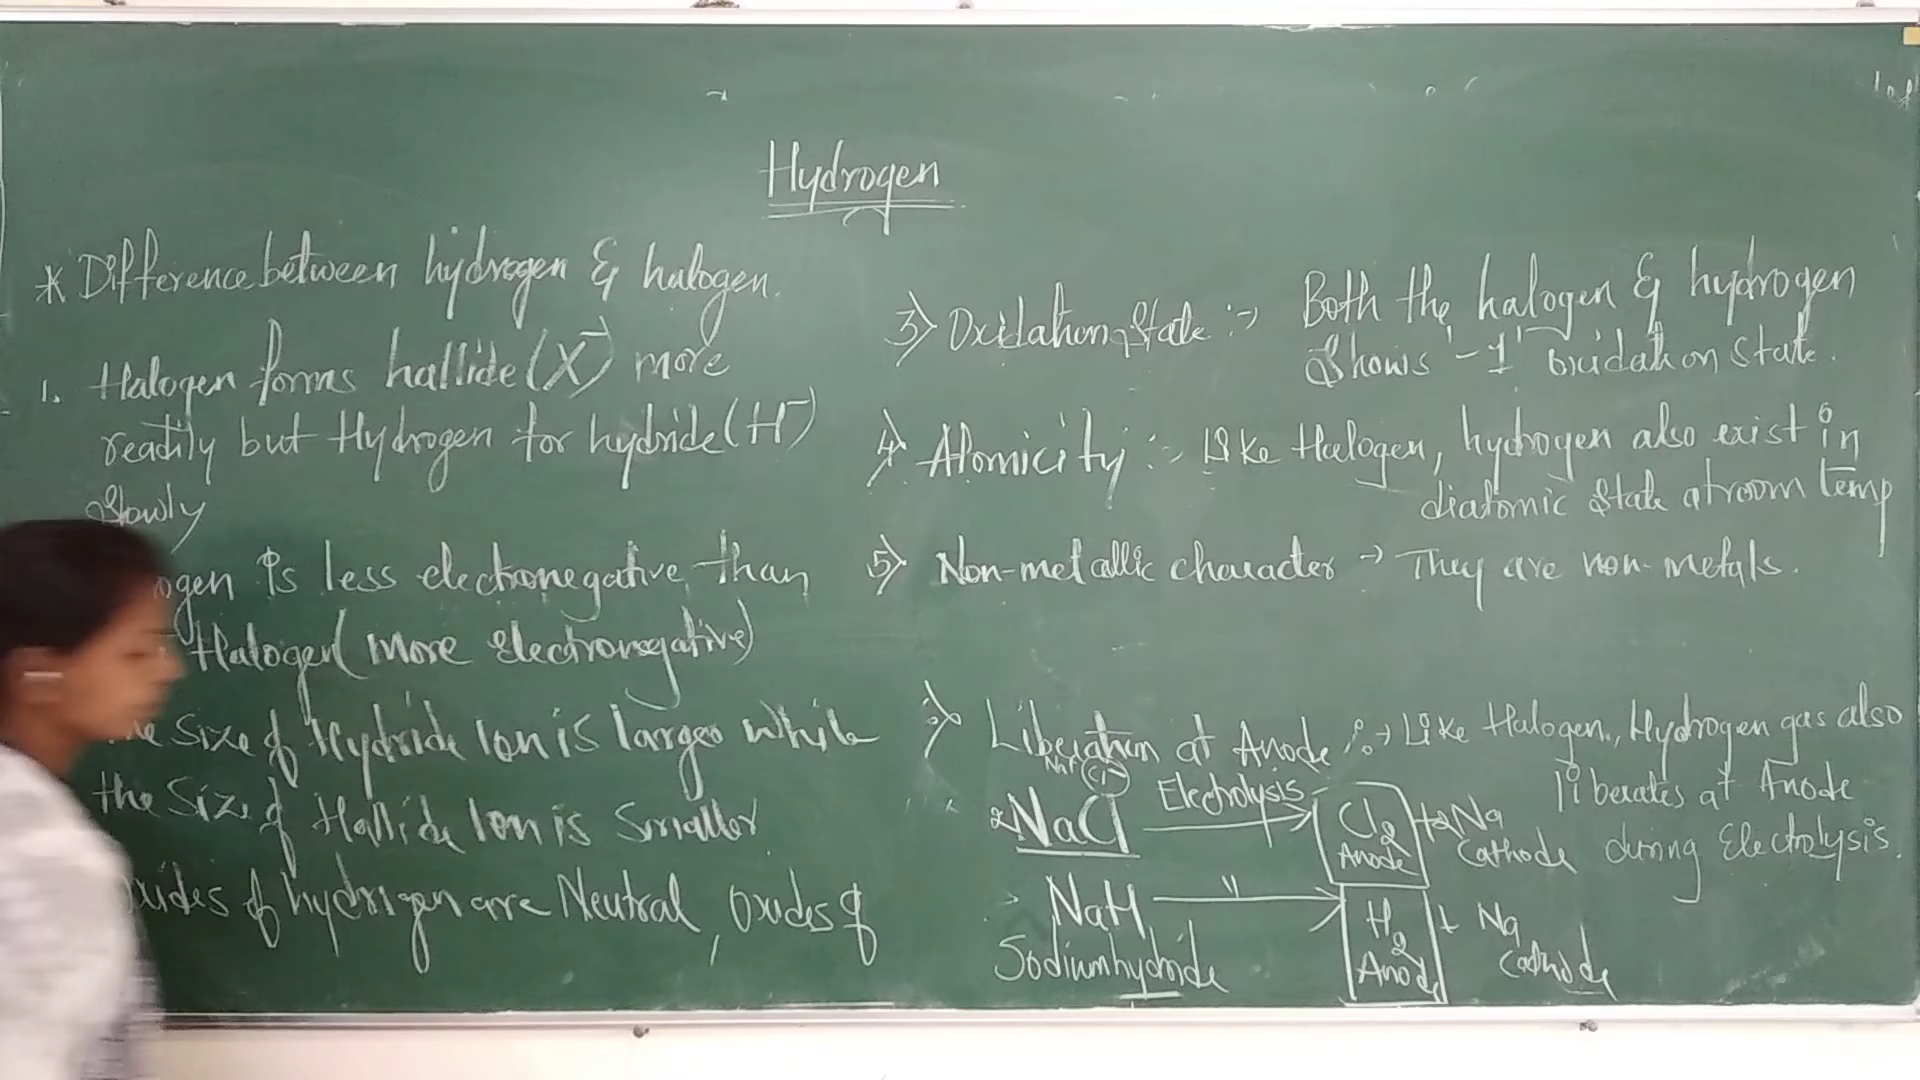 Hydrogen
* Difference between hydrogen & halogen.
1. Halogen forms hallide (X⁻) more
readily but Hydrogen for hydride (H⁻)
slowly
ogen is less electronegative than
Halogen (more electronegative)
size of Hydride Ion is larger while
the size of Hallide Ion is smaller
oxides of hydrogen are Neutral, oxides of
3) Oxidation State :→ Both the halogen & hydrogen
shows '-1' oxidation state.
4) Atomicity :- Like Halogen, hydrogen also exist in
diatomic state at room temp
5) Non-metallic character → They are non-metals.
Liberation at Anode :→ Like Halogen, Hydrogen gas also
liberates at Anode
during Electrolysis.
Na⁺ Cl⁻
2NaCl Electrolysis → Cl2 + 2Na
Anode Cathode
NaH → H2 + Na
Sodiumhydride Anode Cathode